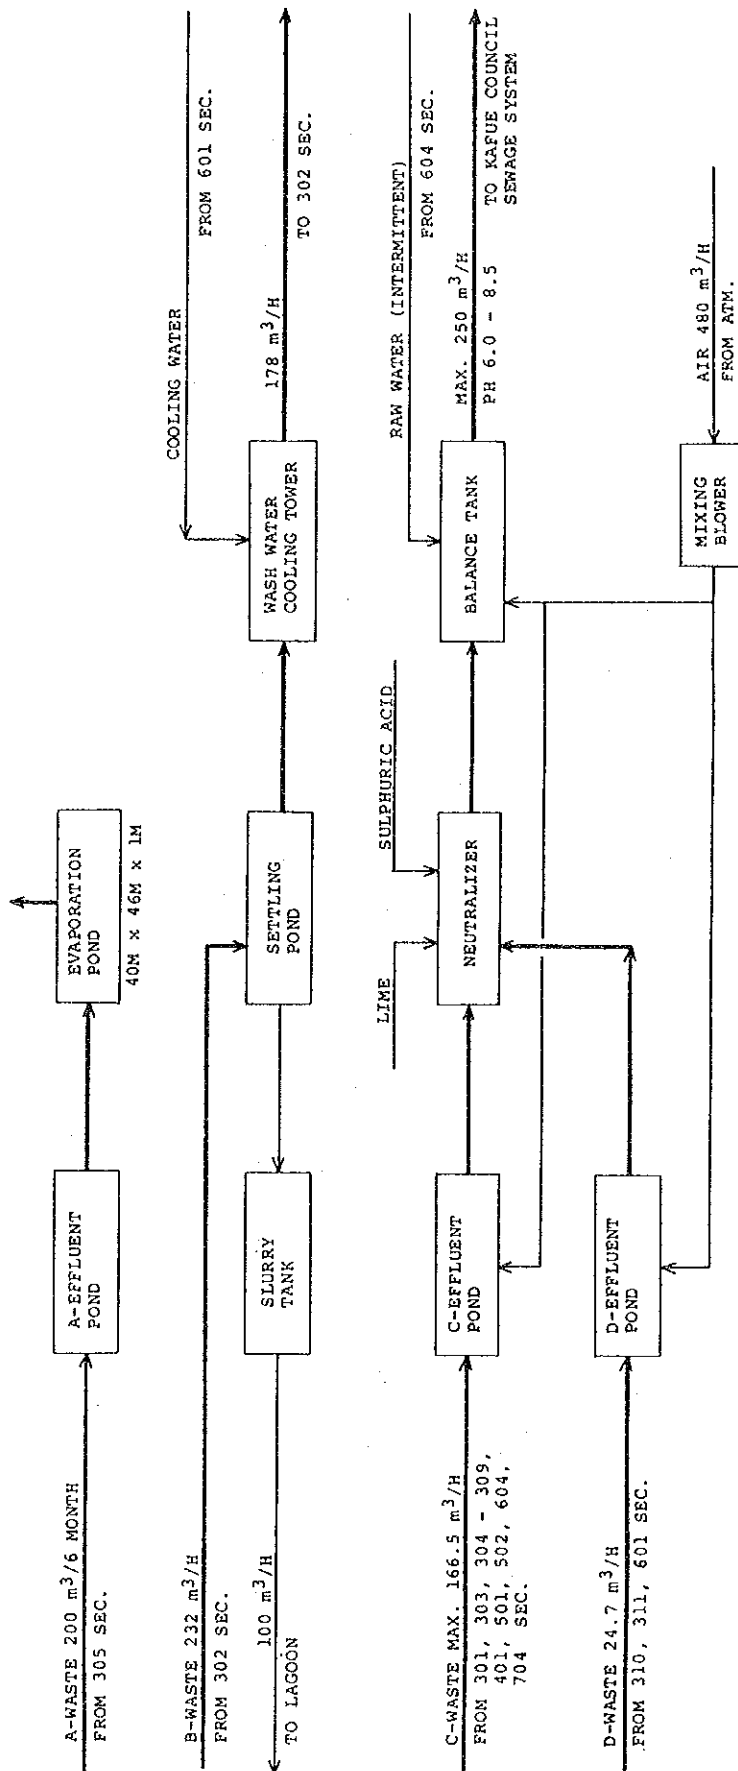 A-WASTE 200 m³/6 MONTH
FROM 305 SEC.
A-EFFLUENT
POND
EVAPORATION
POND
40M x 46M x 1M
B-WASTE 232 m³/H
FROM 302 SEC.
100 m³/H
TO LAGOON
SLURRY
TANK
SETTLING
POND
WASH WATER
COOLING TOWER
COOLING WATER
FROM 601 SEC.
178 m³/H
TO 302 SEC.
C-WASTE MAX. 166.5 m³/H
FROM 301, 303, 304 - 309,
401, 501, 502, 604,
704 SEC.
C-EFFLUENT
POND
LIME
SULPHURIC ACID
NEUTRALIZER
BALANCE TANK
RAW WATER (INTERMITTENT)
FROM 604 SEC.
MAX. 250 m³/H
PH 6.0 - 8.5
TO KAFUE COUNCIL
SEWAGE SYSTEM
D-WASTE 24.7 m³/H
FROM 310, 311, 601 SEC.
D-EFFLUENT
POND
MIXING
BLOWER
AIR 480 m³/H
FROM ATM.